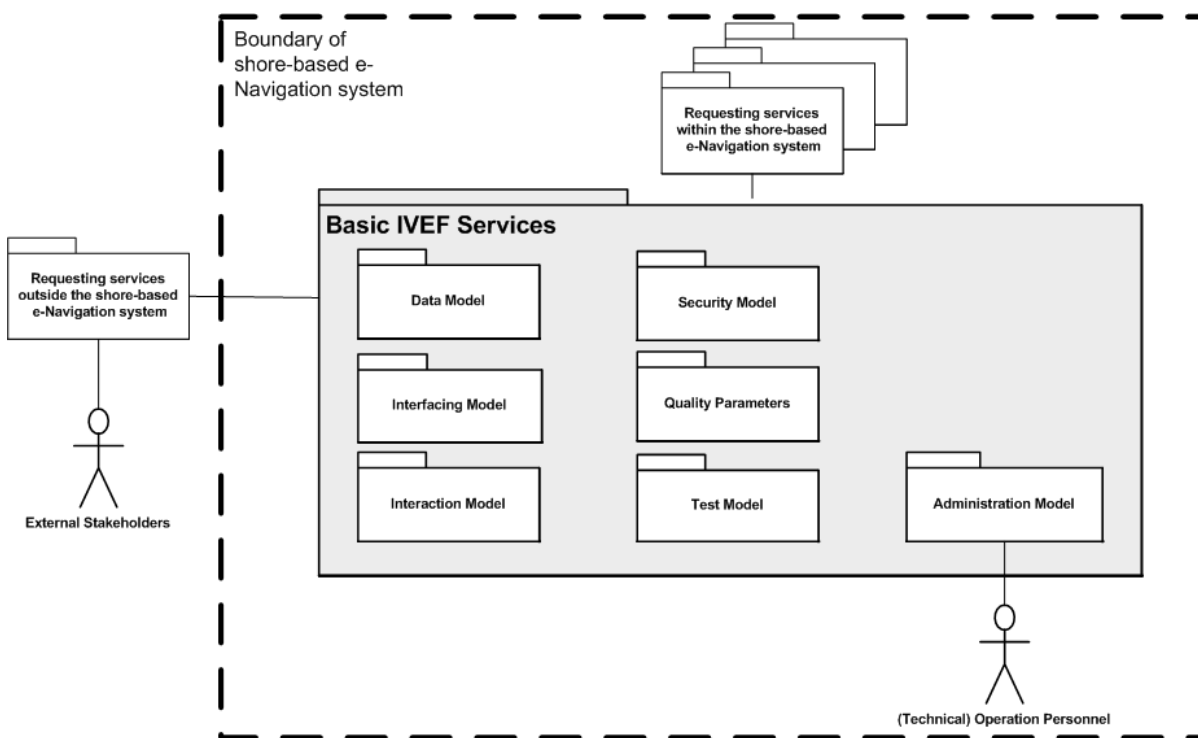 Boundary of
shore-based e-
Navigation system
Requesting services
within the shore-based
e-Navigation system
Basic IVEF Services
Requesting services
outside the shore-based
e-Navigation system
Data Model
Security Model
Interfacing Model
Quality Parameters
Interaction Model
Test Model
Administration Model
External Stakeholders
(Technical) Operation Personnel